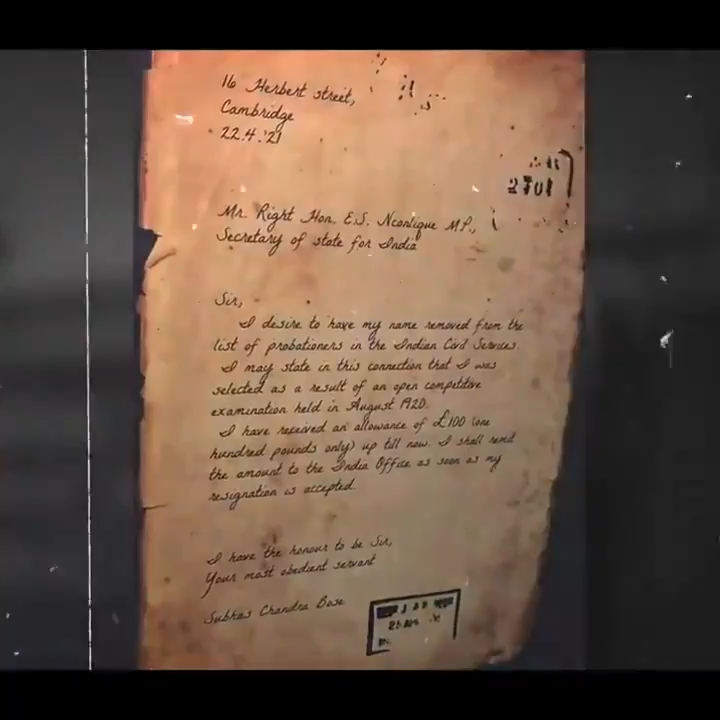 16 Herbert street,
Cambridge
22.4.'21
2701
Mr. Right Hon. E.S. Nconlique MP.,
Secretary of state for India
Sir,
I desire to have my name removed from the
list of probationers in the Indian Civil Services.
I may state in this connection that I was
selected as a result of an open competitive
examination held in August 1920.
I have received an allowance of £100 (one
hundred pounds only) up till now. I shall remit
the amount to the India Office as soon as my
resignation is accepted.
I have the honour to be Sir,
Your most obedient servant
Subhas Chandra Bose